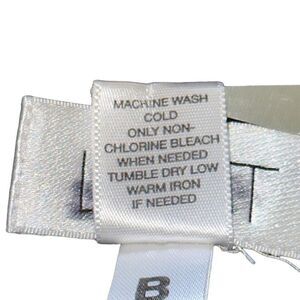 MACHINE WASH
COLD
ONLY NON-
CHLORINE BLEACH
WHEN NEEDED
TUMBLE DRY LOW
WARM IRON
IF NEEDED
T
B